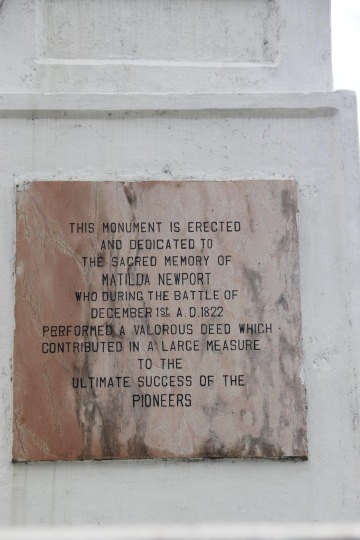 THIS MONUMENT IS ERECTED
AND DEDICATED TO
THE SACRED MEMORY OF
MATILDA NEWPORT
WHO DURING THE BATTLE OF
DECEMBER 1ST. A.D.1822
PERFORMED A VALOROUS DEED WHICH
CONTRIBUTED IN A LARGE MEASURE
TO THE
ULTIMATE SUCCESS OF THE
PIONEERS